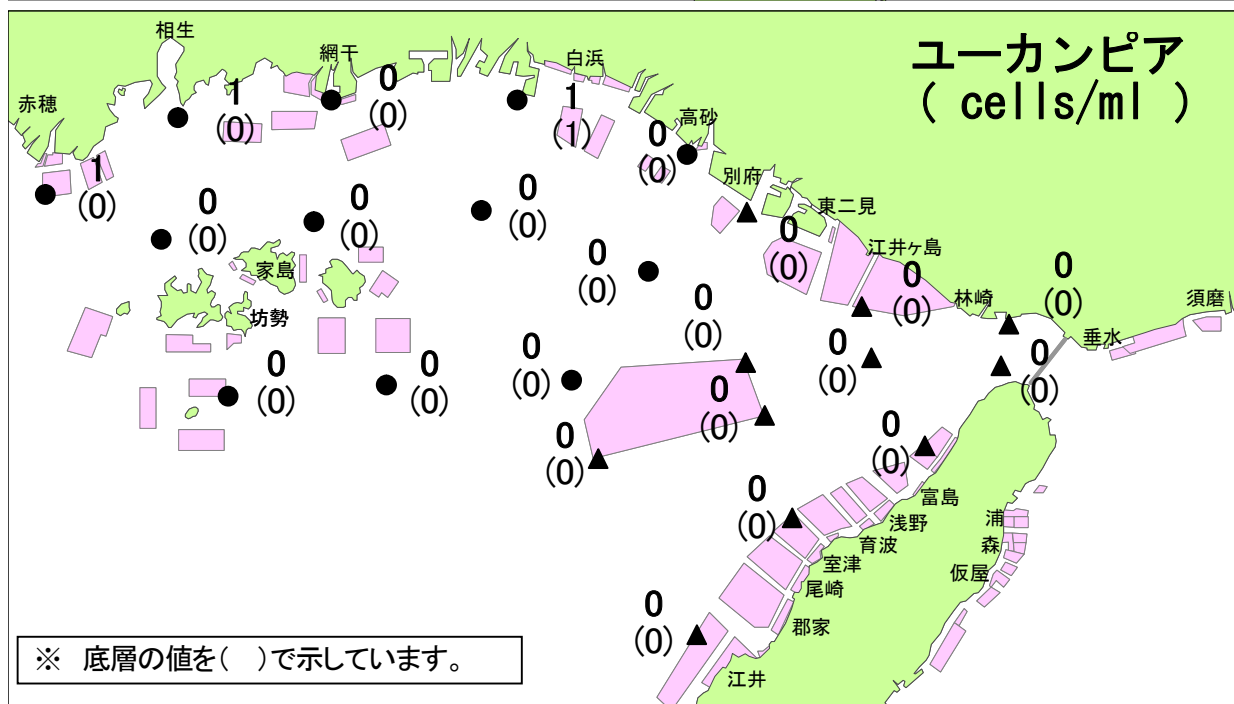 ユーカンピア
( cells/ml )
相生
網干
白浜
赤穂
高砂
別府
東二見
江井ヶ島
林崎
須磨
垂水
家島
坊勢
1
(0)
0
(0)
1
(1)
0
(0)
1
(0)
0
(0)
0
(0)
0
(0)
0
(0)
0
(0)
0
(0)
0
(0)
0
(0)
0
(0)
0
(0)
0
(0)
0
(0)
0
(0)
0
(0)
0
(0)
0
(0)
0
(0)
0
(0)
富島
浅野
育波
室津
尾崎
郡家
江井
浦
森
仮屋
※ 底層の値を( )で示しています。